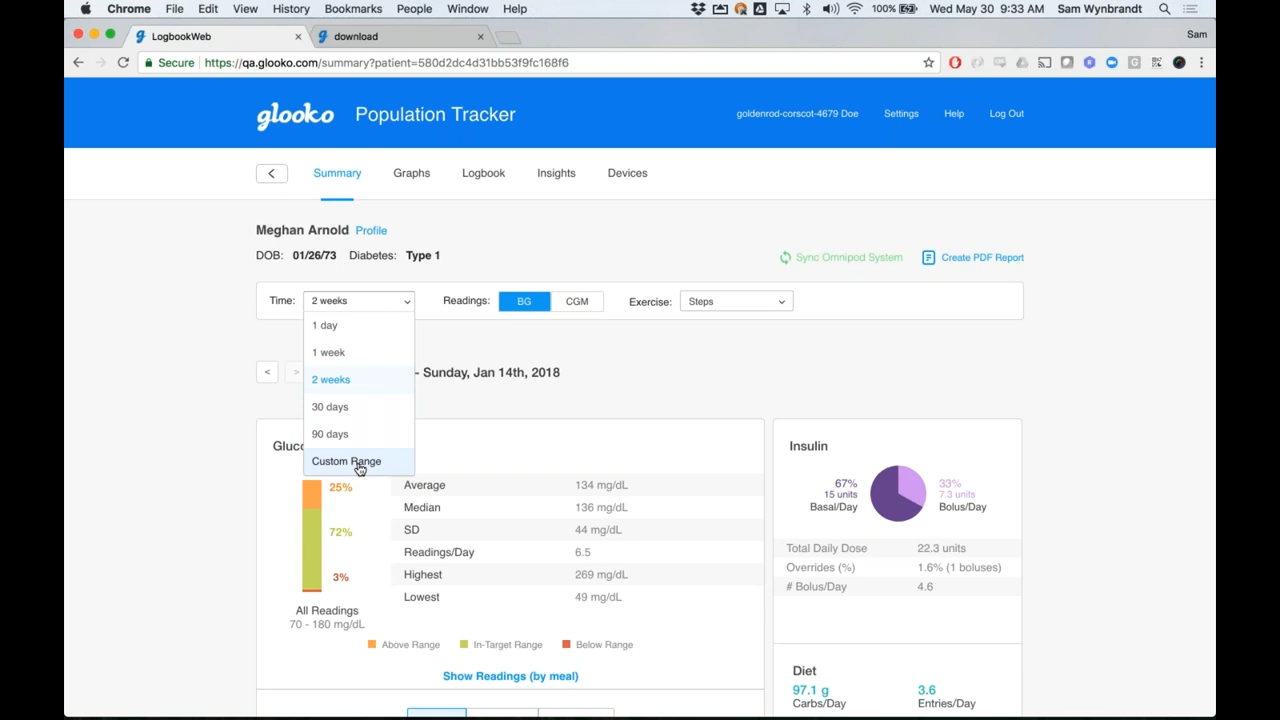 Chrome File Edit View History Bookmarks People Window Help 100% Wed May 30 9:33 AM Sam Wynbrandt
LogbookWeb × download × Sam
Secure https://qa.glooko.com/summary?patient=580d2dc4d31bb53f9fc168f6
glooko Population Tracker goldenrod-corscot-4679 Doe Settings Help Log Out
Summary Graphs Logbook Insights Devices
Meghan Arnold Profile
DOB: 01/26/73 Diabetes: Type 1 Sync Omnipod System Create PDF Report
Time: 2 weeks Readings: BG CGM Exercise: Steps
1 day
1 week
< > - Sunday, Jan 14th, 2018
2 weeks
30 days
90 days
Custom Range
Gluc
25%
72%
3%
All Readings
70 - 180 mg/dL
Average 134 mg/dL
Median 136 mg/dL
SD 44 mg/dL
Readings/Day 6.5
Highest 269 mg/dL
Lowest 49 mg/dL
Above Range In-Target Range Below Range
Show Readings (by meal)
Insulin
67% 33%
15 units 7.3 units
Basal/Day Bolus/Day
Total Daily Dose 22.3 units
Overrides (%) 1.6% (1 boluses)
# Bolus/Day 4.6
Diet
97.1 g 3.6
Carbs/Day Entries/Day